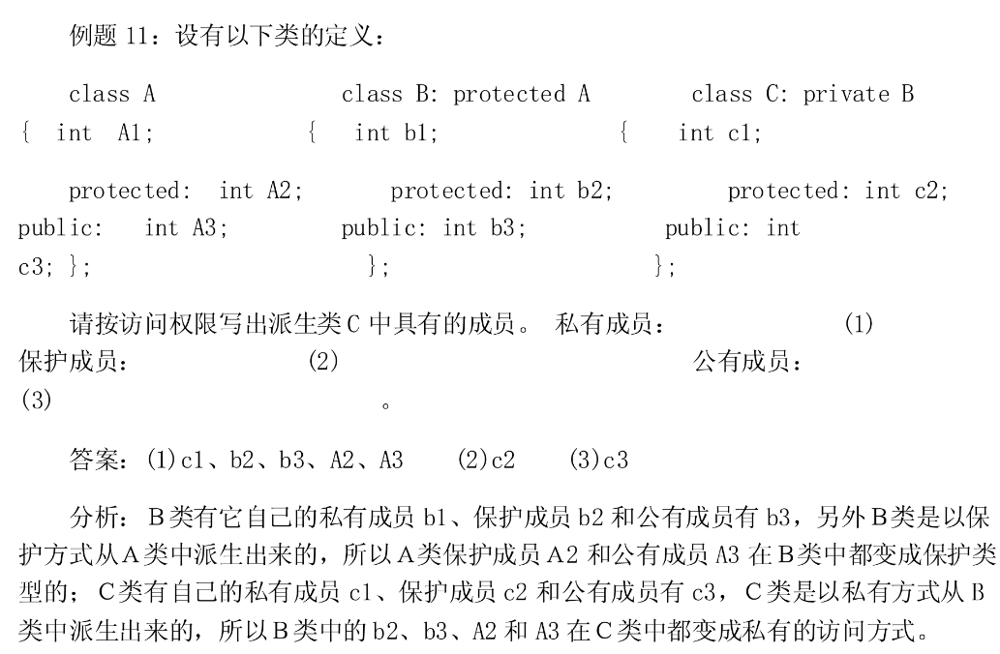 例题 11：设有以下类的定义：
class A class B: protected A class C: private B
{ int A1; { int b1; { int c1;
protected: int A2; protected: int b2; protected: int c2;
public: int A3; public: int b3; public: int
c3; }; }; };
请按访问权限写出派生类 C 中具有的成员。 私有成员： (1)
保护成员： (2) 公有成员：
(3) 。
答案：(1)c1、b2、b3、A2、A3 (2)c2 (3)c3
分析：Ｂ类有它自己的私有成员 b1、保护成员 b2 和公有成员有 b3，另外Ｂ类是以保
护方式从Ａ类中派生出来的，所以Ａ类保护成员Ａ2 和公有成员 A3 在Ｂ类中都变成保护类
型的；Ｃ类有自己的私有成员 c1、保护成员 c2 和公有成员有 c3，Ｃ类是以私有方式从 B
类中派生出来的，所以Ｂ类中的 b2、b3、A2 和 A3 在Ｃ类中都变成私有的访问方式。